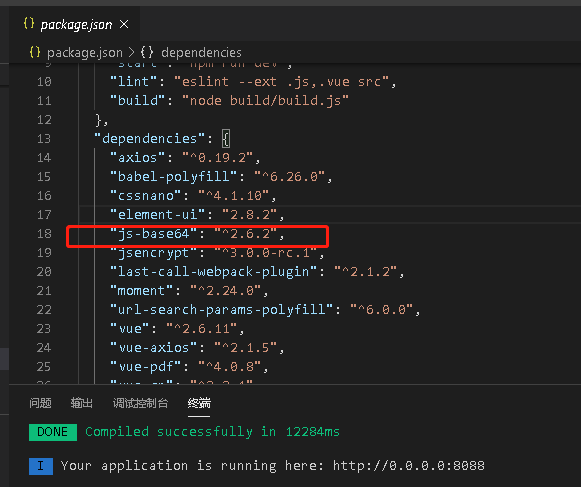 {} package.json ×
{} package.json > {} dependencies
9 "start": "npm run dev",
10 "lint": "eslint --ext .js,.vue src",
11 "build": "node build/build.js"
12 },
13 "dependencies": {
14 "axios": "^0.19.2",
15 "babel-polyfill": "^6.26.0",
16 "cssnano": "^4.1.10",
17 "element-ui": "2.8.2",
18 "js-base64": "^2.6.2",
19 "jsencrypt": "^3.0.0-rc.1",
20 "last-call-webpack-plugin": "^2.1.2",
21 "moment": "^2.24.0",
22 "url-search-params-polyfill": "^6.0.0",
23 "vue": "^2.6.11",
24 "vue-axios": "^2.1.5",
25 "vue-pdf": "^4.0.8",
26
问题 输出 调试控制台 终端
DONE Compiled successfully in 12284ms
I Your application is running here: http://0.0.0.0:8088